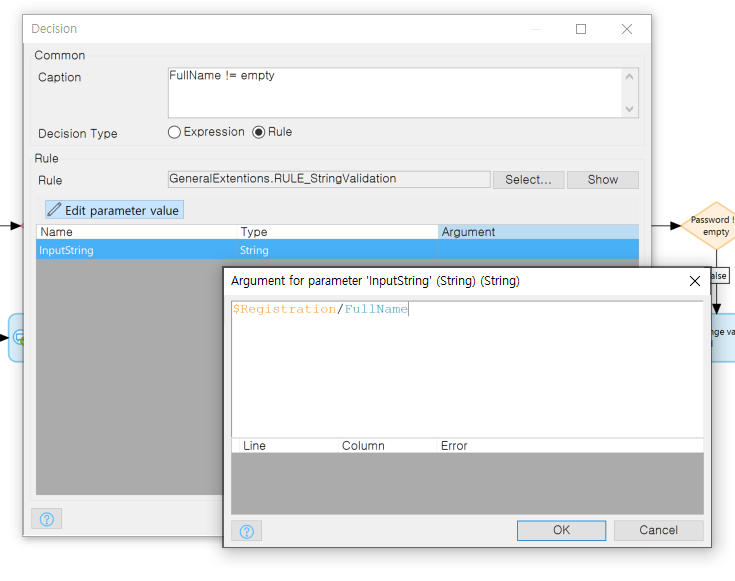 Decision
Common
Caption
FullName != empty
Decision Type
Expression
Rule
Rule
Rule
GeneralExtentions.RULE_StringValidation
Select...
Show
Edit parameter value
Name
Type
Argument
InputString
String
Argument for parameter 'InputString' (String) (String)
$Registration/FullName
Line
Column
Error
OK
Cancel
Password !
empty
alse
nge va